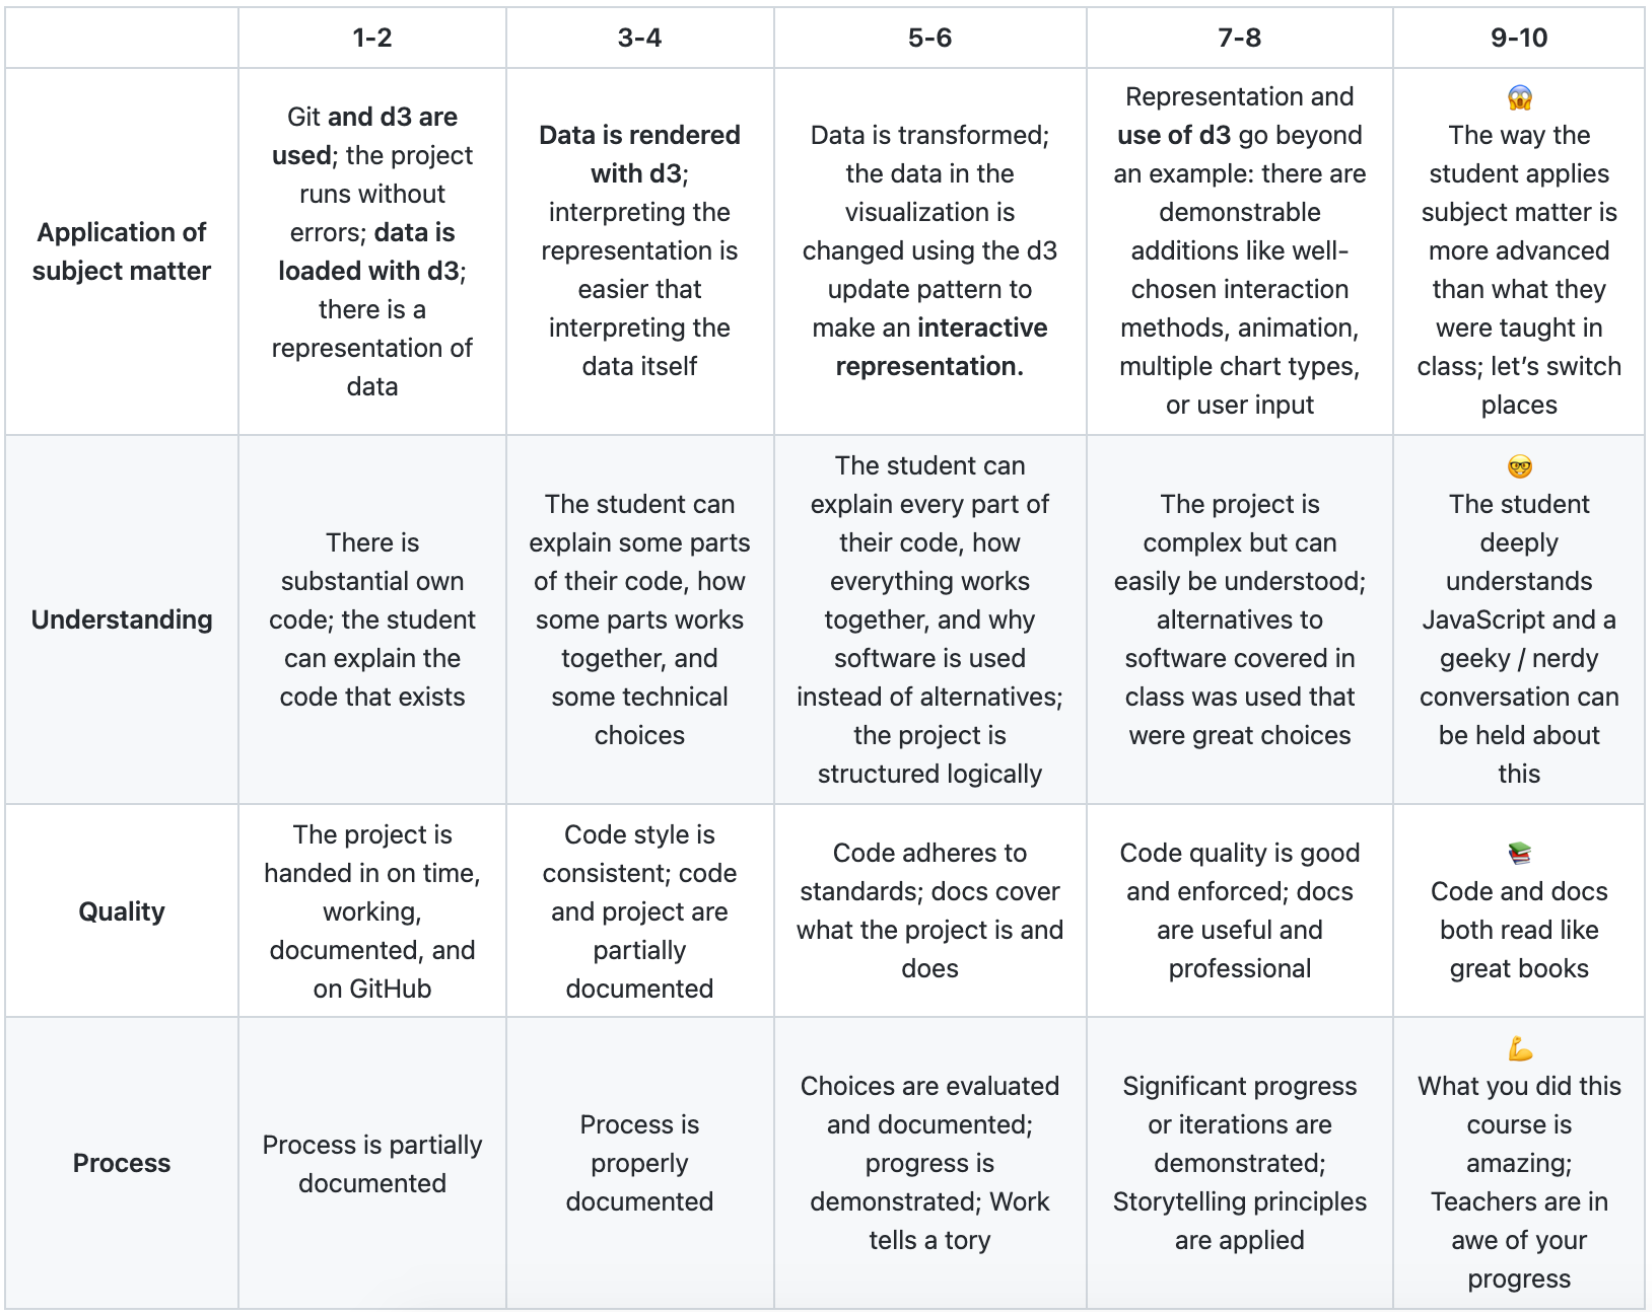 1-2
3-4
5-6
7-8
9-10
Application of
subject matter
Git and d3 are
used; the project
runs without
errors; data is
loaded with d3;
there is a
representation of
data
Data is rendered
with d3;
interpreting the
representation is
easier that
interpreting the
data itself
Data is transformed;
the data in the
visualization is
changed using the d3
update pattern to
make an interactive
representation.
Representation and
use of d3 go beyond
an example: there are
demonstrable
additions like well-
chosen interaction
methods, animation,
multiple chart types,
or user input
😱
The way the
student applies
subject matter is
more advanced
than what they
were taught in
class; let’s switch
places
Understanding
There is
substantial own
code; the student
can explain the
code that exists
The student can
explain some parts
of their code, how
some parts works
together, and
some technical
choices
The student can
explain every part of
their code, how
everything works
together, and why
software is used
instead of alternatives;
the project is
structured logically
The project is
complex but can
easily be understood;
alternatives to
software covered in
class was used that
were great choices
🤓
The student
deeply
understands
JavaScript and a
geeky / nerdy
conversation can
be held about
this
Quality
The project is
handed in on time,
working,
documented, and
on GitHub
Code style is
consistent; code
and project are
partially
documented
Code adheres to
standards; docs cover
what the project is and
does
Code quality is good
and enforced; docs
are useful and
professional
📚
Code and docs
both read like
great books
Process
Process is partially
documented
Process is
properly
documented
Choices are evaluated
and documented;
progress is
demonstrated; Work
tells a tory
Significant progress
or iterations are
demonstrated;
Storytelling principles
are applied
💪
What you did this
course is
amazing;
Teachers are in
awe of your
progress